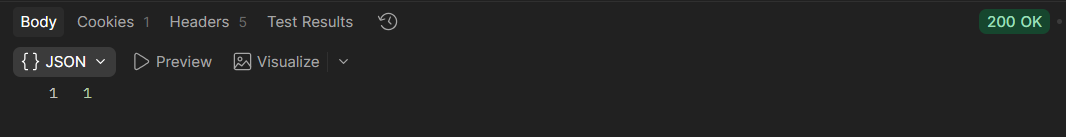 Body Cookies 1 Headers 5 Test Results 200 OK
{} JSON Preview Visualize
1 1